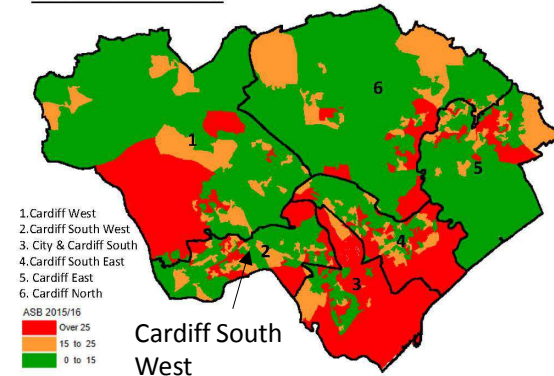 6
1
5
1.Cardiff West
2.Cardiff South West
3. City & Cardiff South
4.Cardiff South East
5. Cardiff East
6. Cardiff North
2
4
3
ASB 2015/16
Over 25
15 to 25
0 to 15
Cardiff South
West